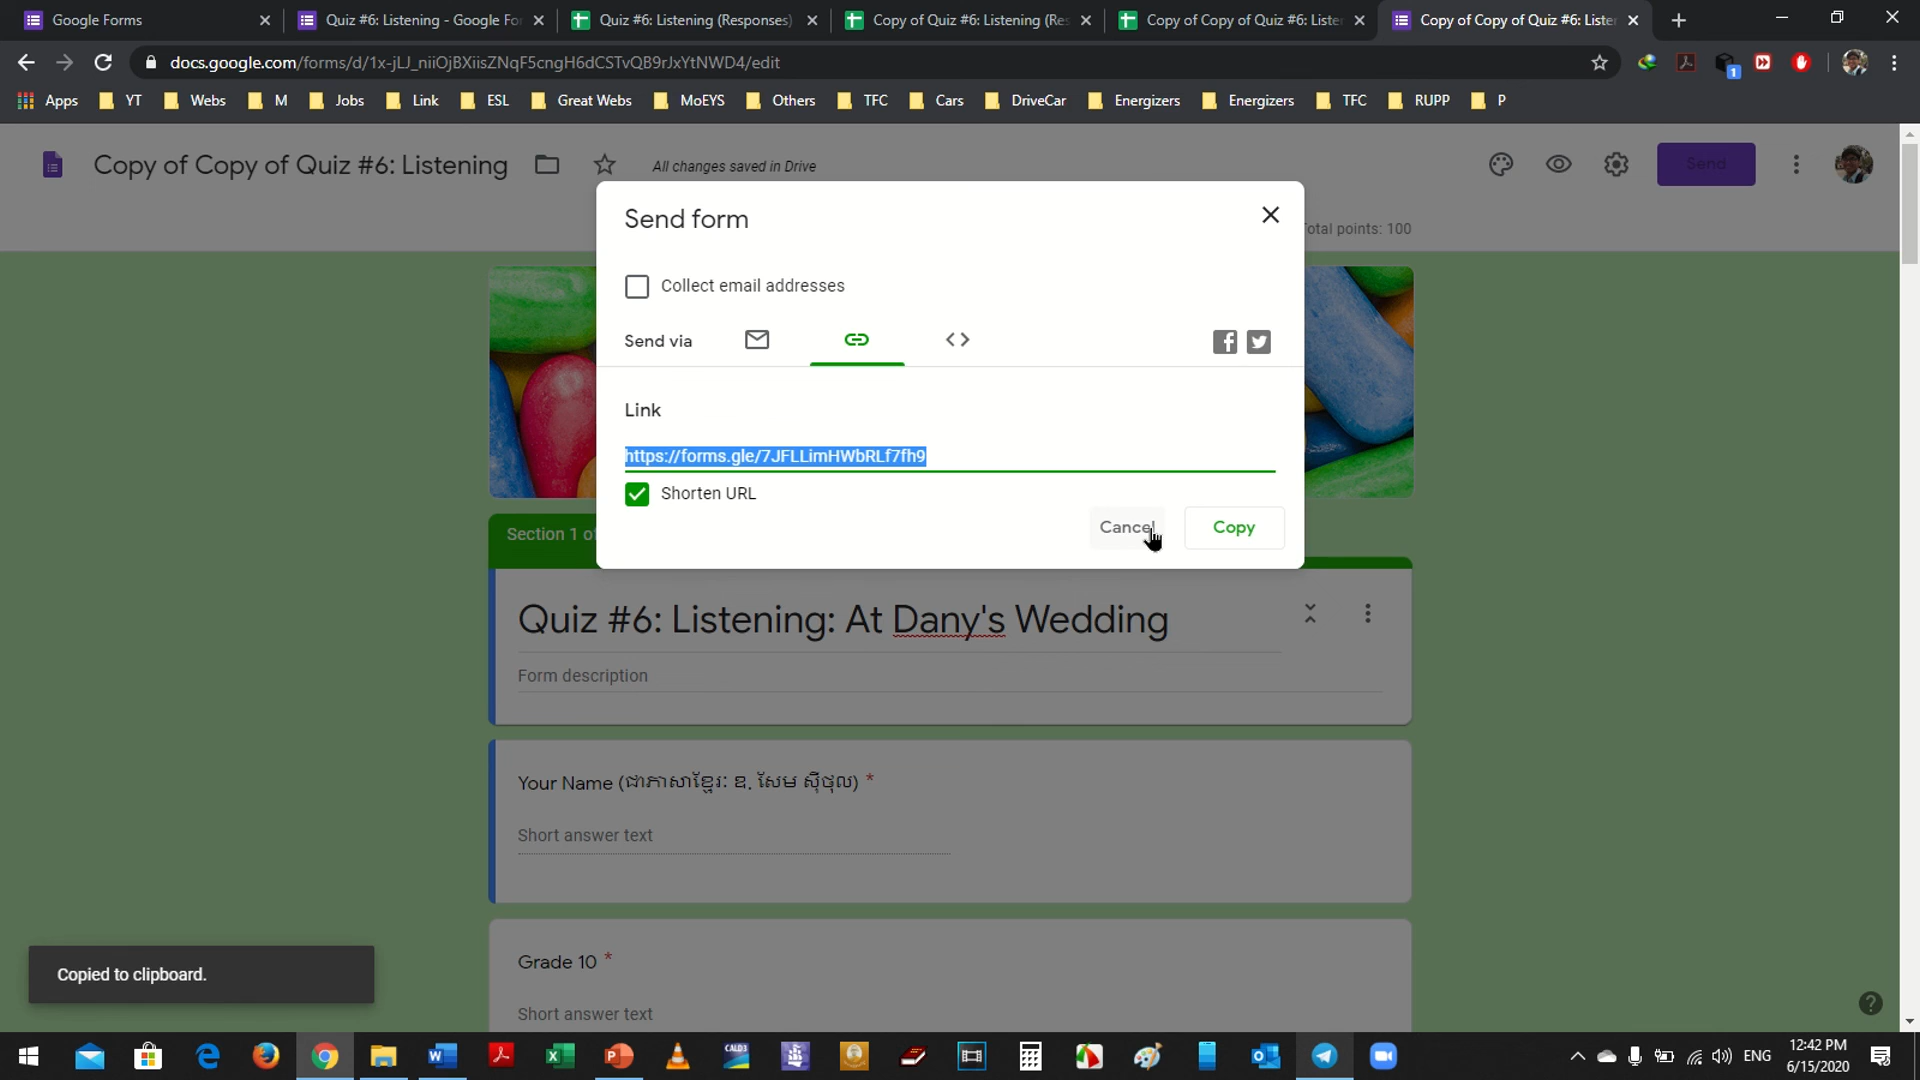 Google Forms
Quiz #6: Listening - Google For
Quiz #6: Listening (Responses)
Copy of Quiz #6: Listening (Res
Copy of Copy of Quiz #6: Listen
Copy of Copy of Quiz #6: Listen
docs.google.com/forms/d/1x-jLJ_niiOjBXiisZNqF5cngH6dCSTvQB9rJxYtNWD4/edit
1
Apps YT Webs M Jobs Link ESL Great Webs MoEYS Others TFC Cars DriveCar Energizers Energizers TFC RUPP P
Copy of Copy of Quiz #6: Listening
All changes saved in Drive
Send
Total points: 100
Send form
Collect email addresses
Send via
Link
https://forms.gle/7JFLLimHWbRLf7fh9
Shorten URL
Cancel
Copy
Section 1 of
Quiz #6: Listening: At Dany's Wedding
Form description
Your Name (ជាភាសាខ្មែរ: ឧ. សែម ស៊ីថុល) *
Short answer text
Grade 10 *
Short answer text
Copied to clipboard.
CALD3
ENG
12:42 PM
6/15/2020